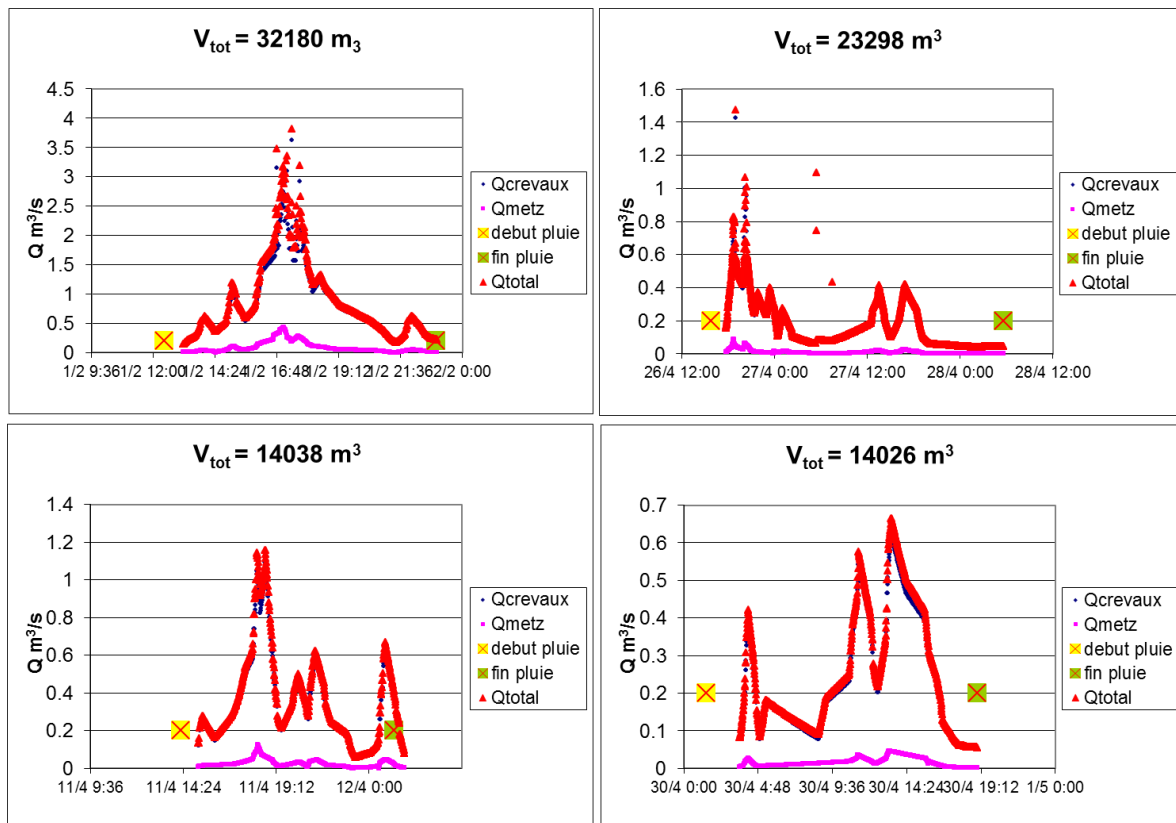 V_tot = 32180 m_3
4.5
4
3.5
3
2.5
2
1.5
1
0.5
0
Q m³/s
1/2 9:36 1/2 12:00 1/2 14:24 1/2 16:48 1/2 19:12 1/2 21:36 2/2 0:00
Qcrevaux
Qmetz
debut pluie
fin pluie
Qtotal
V_tot = 23298 m³
1.6
1.4
1.2
1
0.8
0.6
0.4
0.2
0
Q m³/s
26/4 12:00 27/4 0:00 27/4 12:00 28/4 0:00 28/4 12:00
Qcrevaux
Qmetz
debut pluie
fin pluie
Qtotal
V_tot = 14038 m³
1.4
1.2
1
0.8
0.6
0.4
0.2
0
Q m³/s
11/4 9:36 11/4 14:24 11/4 19:12 12/4 0:00
Qcrevaux
Qmetz
debut pluie
fin pluie
Qtotal
V_tot = 14026 m³
0.7
0.6
0.5
0.4
0.3
0.2
0.1
0
Q m³/s
30/4 0:00 30/4 4:48 30/4 9:36 30/4 14:24 30/4 19:12 1/5 0:00
Qcrevaux
Qmetz
debut pluie
fin pluie
Qtotal